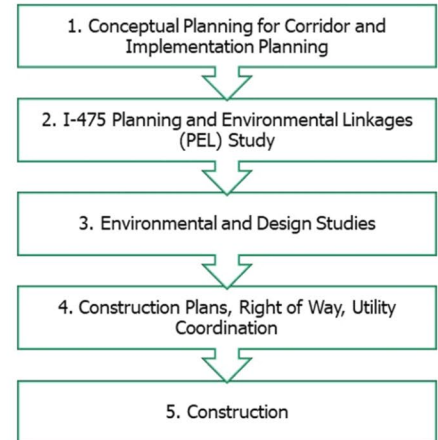 1. Conceptual Planning for Corridor and
Implementation Planning
2. I-475 Planning and Environmental Linkages
(PEL) Study
3. Environmental and Design Studies
4. Construction Plans, Right of Way, Utility
Coordination
5. Construction